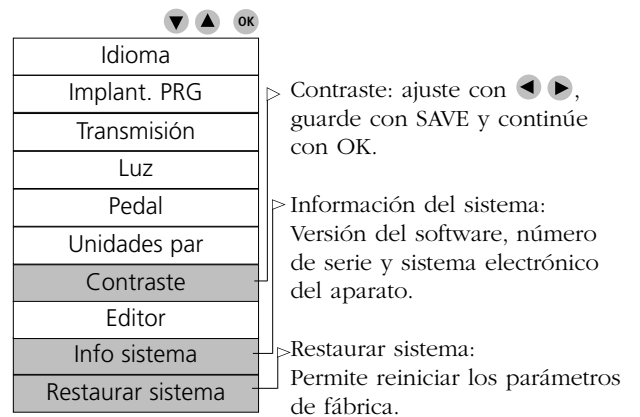 ▼ ▲ OK
Idioma
Implant. PRG
Transmisión
Luz
Pedal
Unidades par
Contraste
Editor
Info sistema
Restaurar sistema
Contraste: ajuste con ◀ ▶,
guarde con SAVE y continúe
con OK.
Información del sistema:
Versión del software, número
de serie y sistema electrónico
del aparato.
Restaurar sistema:
Permite reiniciar los parámetros
de fábrica.